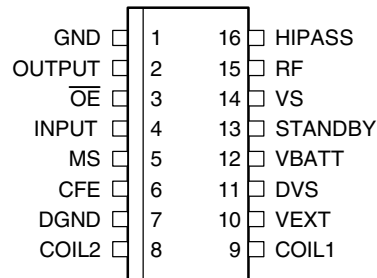 GND 1 16 HIPASS
OUTPUT 2 15 RF
OE 3 14 VS
INPUT 4 13 STANDBY
MS 5 12 VBATT
CFE 6 11 DVS
DGND 7 10 VEXT
COIL2 8 9 COIL1